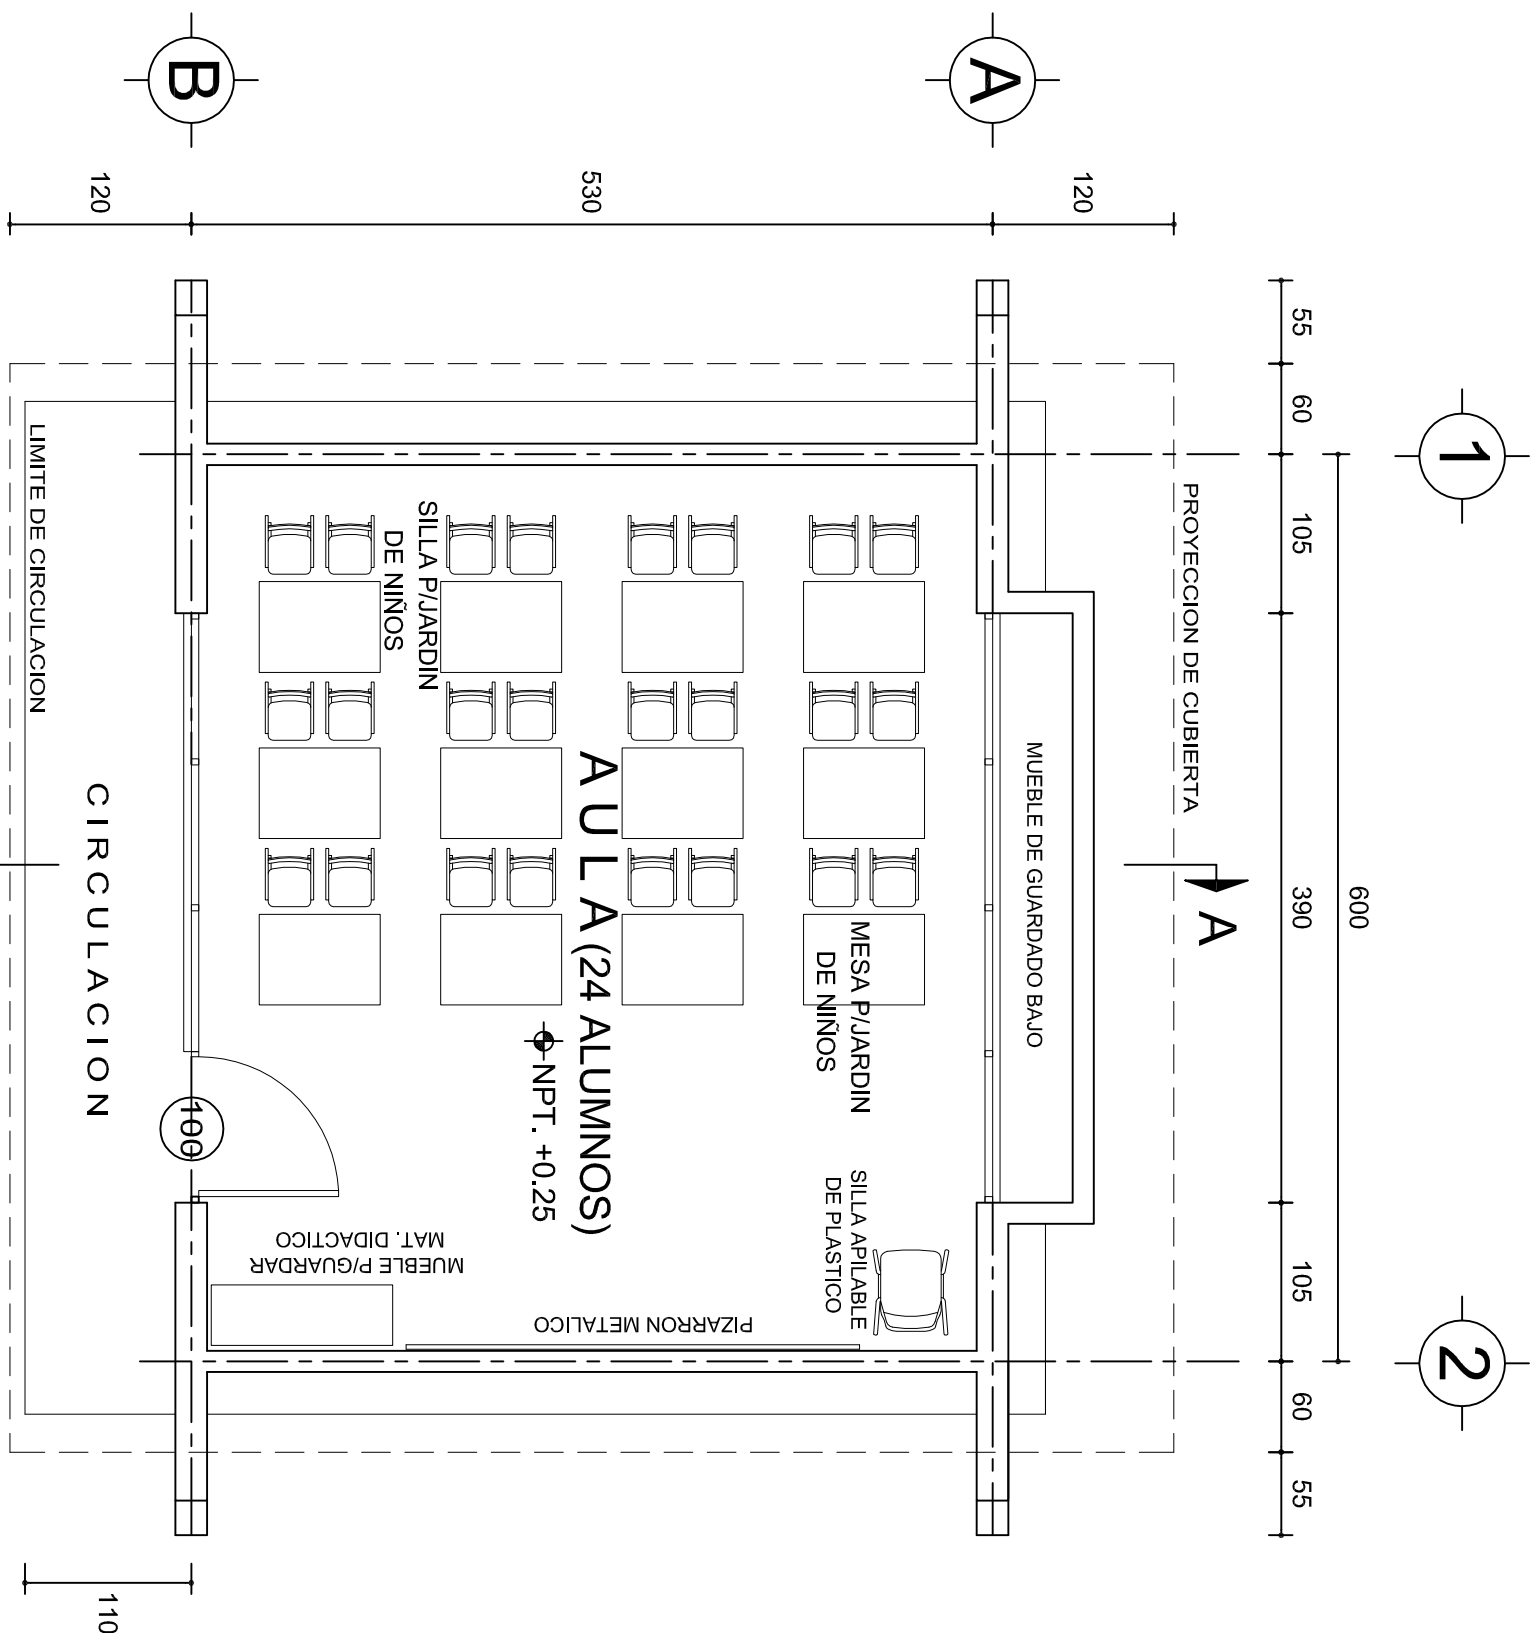 1
2
600
55
60
105
390
105
60
55
A
PROYECCION DE CUBIERTA
A
120
MUEBLE DE GUARDADO BAJO
MESA P/JARDIN
DE NIÑOS
SILLA APILABLE
DE PLASTICO
530
A U L A (24 ALUMNOS)
NPT. +0.25
PIZARRON METALICO
SILLA P/JARDIN
DE NIÑOS
MUEBLE P/GUARDAR
MAT. DIDACTICO
B
100
120
C I R C U L A C I O N
110
LIMITE DE CIRCULACION